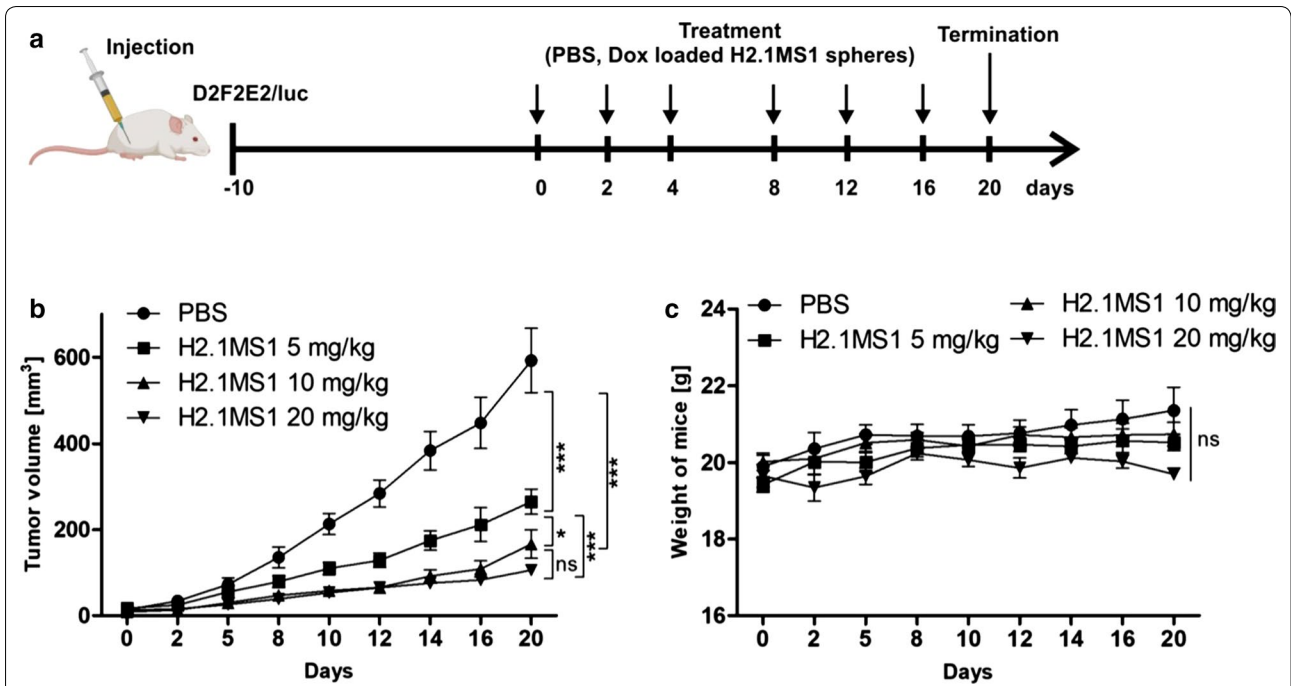 a
Injection
D2F2E2/luc
Treatment
(PBS, Dox loaded H2.1MS1 spheres)
Termination
-10 0 2 4 8 12 16 20 days
b
PBS
H2.1MS1 5 mg/kg
H2.1MS1 10 mg/kg
H2.1MS1 20 mg/kg
Tumor volume [mm³]
600
400
200
0
***
***
*
***
ns
0 2 5 8 10 12 14 16 20
Days
c
PBS
H2.1MS1 5 mg/kg
H2.1MS1 10 mg/kg
H2.1MS1 20 mg/kg
Weight of mice [g]
24
22
20
18
16
ns
0 2 5 8 10 12 14 16 20
Days